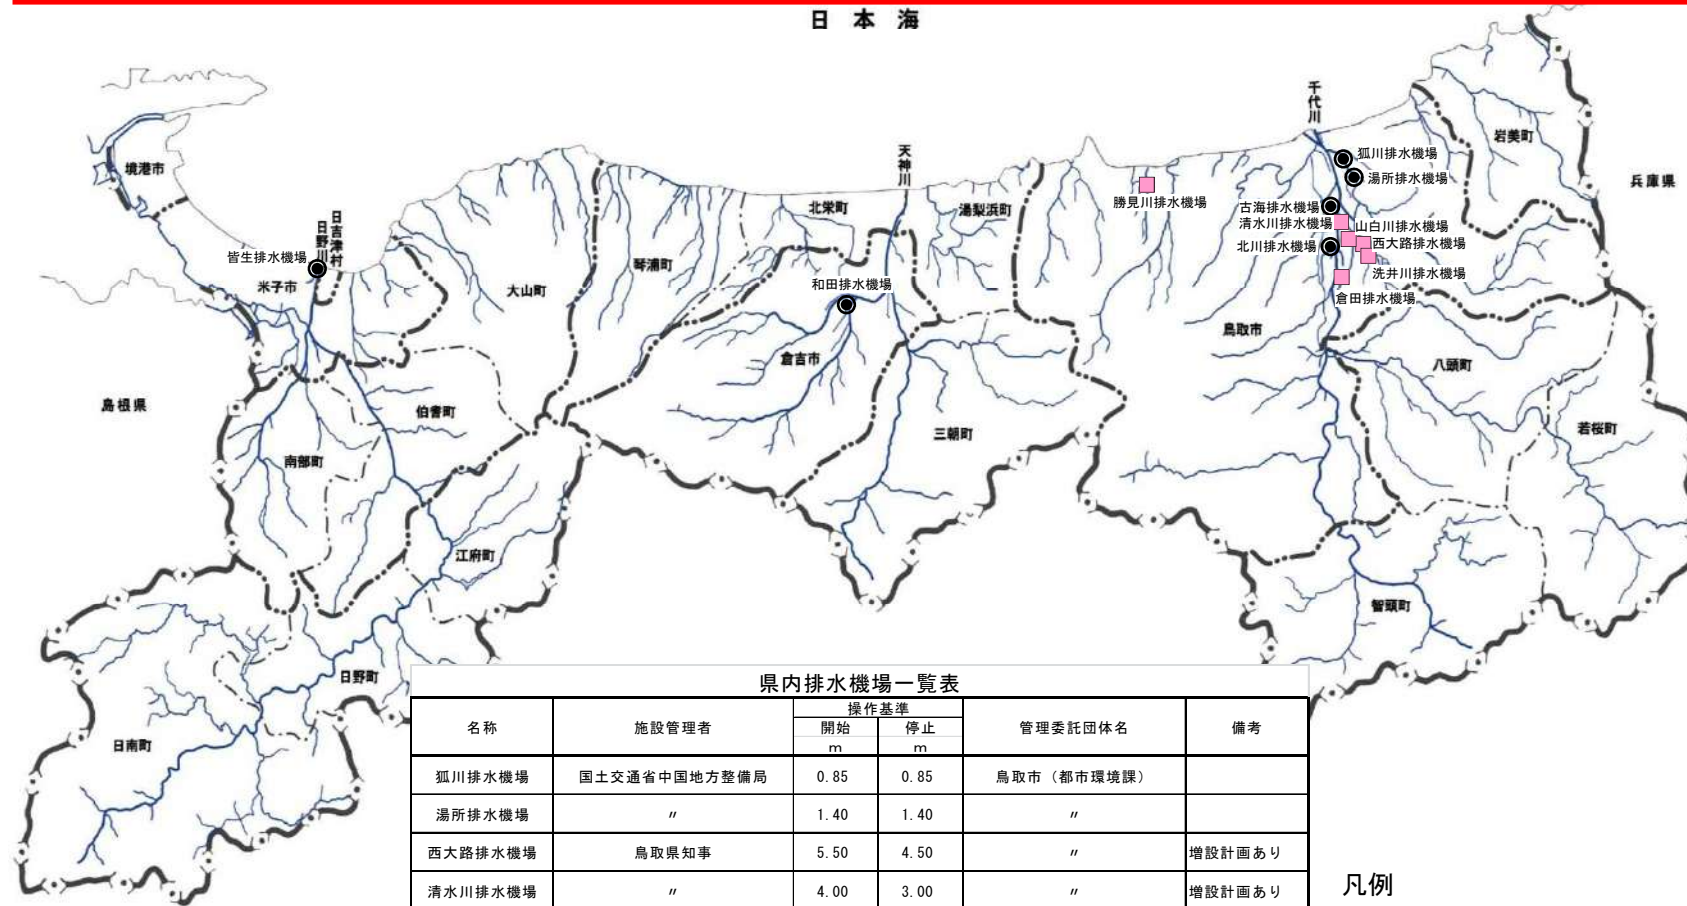 日本海
千代川
岩美町
狐川排水機場
兵庫県
湯所排水機場
境港市
天神川
勝見川排水機場
古海排水機場
北栄町
湯梨浜町
清水川排水機場
山白川排水機場
日吉津村
日野川
北川排水機場
西大路排水機場
皆生排水機場
琴浦町
洗井川排水機場
米子市
大山町
和田排水機場
倉田排水機場
鳥取市
倉吉市
八頭町
島根県
伯耆町
若桜町
三朝町
南部町
江府町
智頭町
日野町
日南町
県内排水機場一覧表
名称 施設管理者 操作基準 管理委託団体名 備考
開始 停止
m m
狐川排水機場 国土交通省中国地方整備局 0.85 0.85 鳥取市（都市環境課）
湯所排水機場 〃 1.40 1.40 〃
西大路排水機場 鳥取県知事 5.50 4.50 〃 増設計画あり
清水川排水機場 〃 4.00 3.00 〃 増設計画あり
凡例